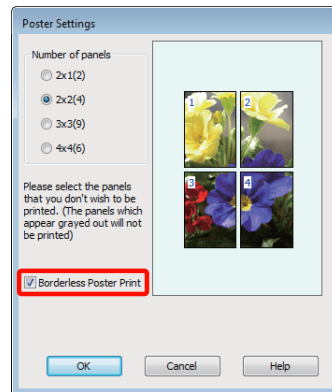 Poster Settings
Number of panels
2x1(2)
2x2(4)
3x3(9)
4x4(6)
1
2
3
4
Please select the panels
that you don't wish to be
printed. (The panels which
appear grayed out will not
be printed)
Borderless Poster Print
OK
Cancel
Help